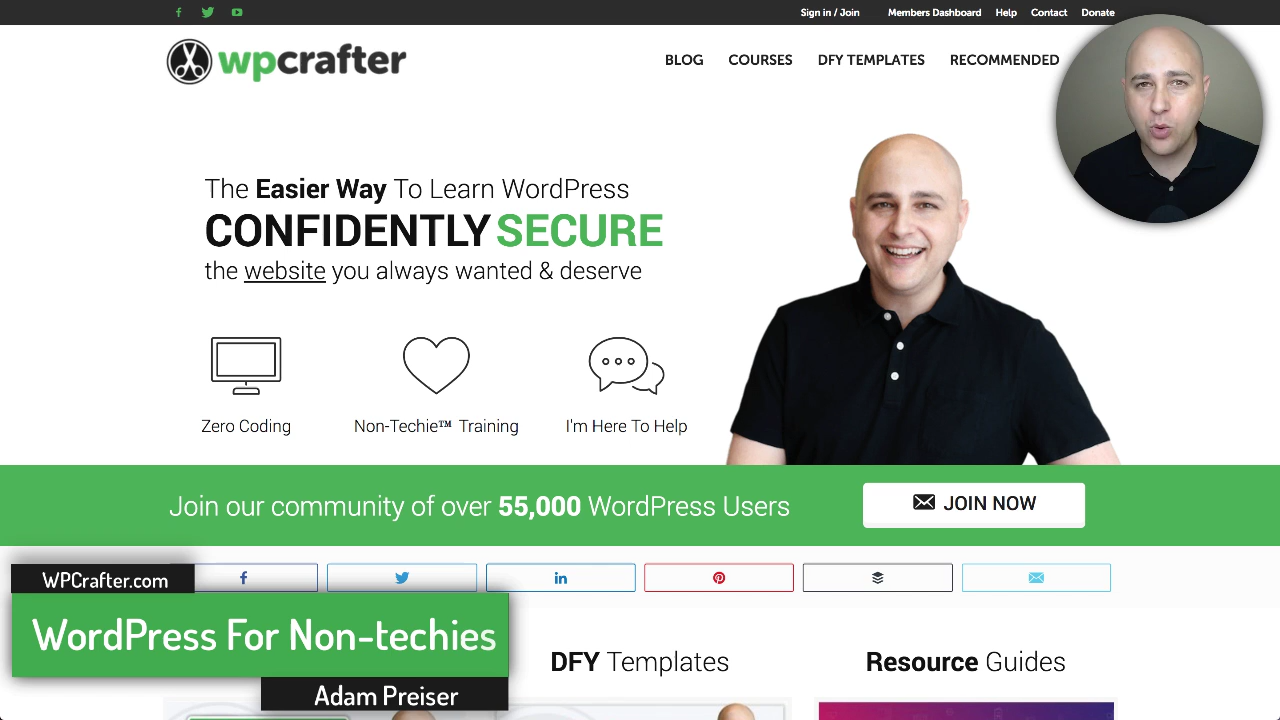 Sign in / Join Members Dashboard Help Contact Donate
wpcrafter
BLOG COURSES DFY TEMPLATES RECOMMENDED
The Easier Way To Learn WordPress
CONFIDENTLY SECURE
the website you always wanted & deserve
Zero Coding Non-Techie™ Training I'm Here To Help
Join our community of over 55,000 WordPress Users JOIN NOW
WPCrafter.com
WordPress For Non-techies
Adam Preiser
DFY Templates Resource Guides